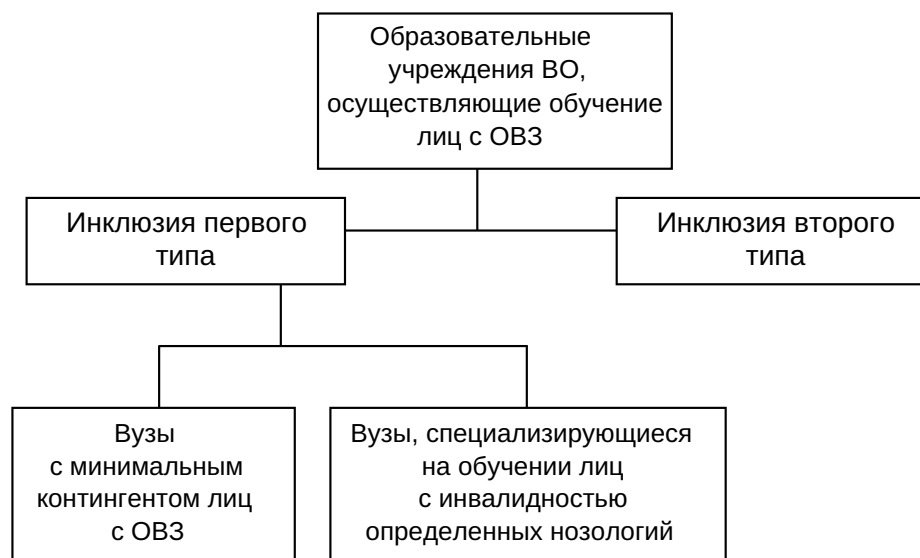 Образовательные
учреждения ВО,
осуществляющие обучение
лиц с ОВЗ
Инклюзия первого
типа
Инклюзия второго
типа
Вузы
с минимальным
контингентом лиц
с ОВЗ
Вузы, специализирующиеся
на обучении лиц
с инвалидностью
определенных нозологий